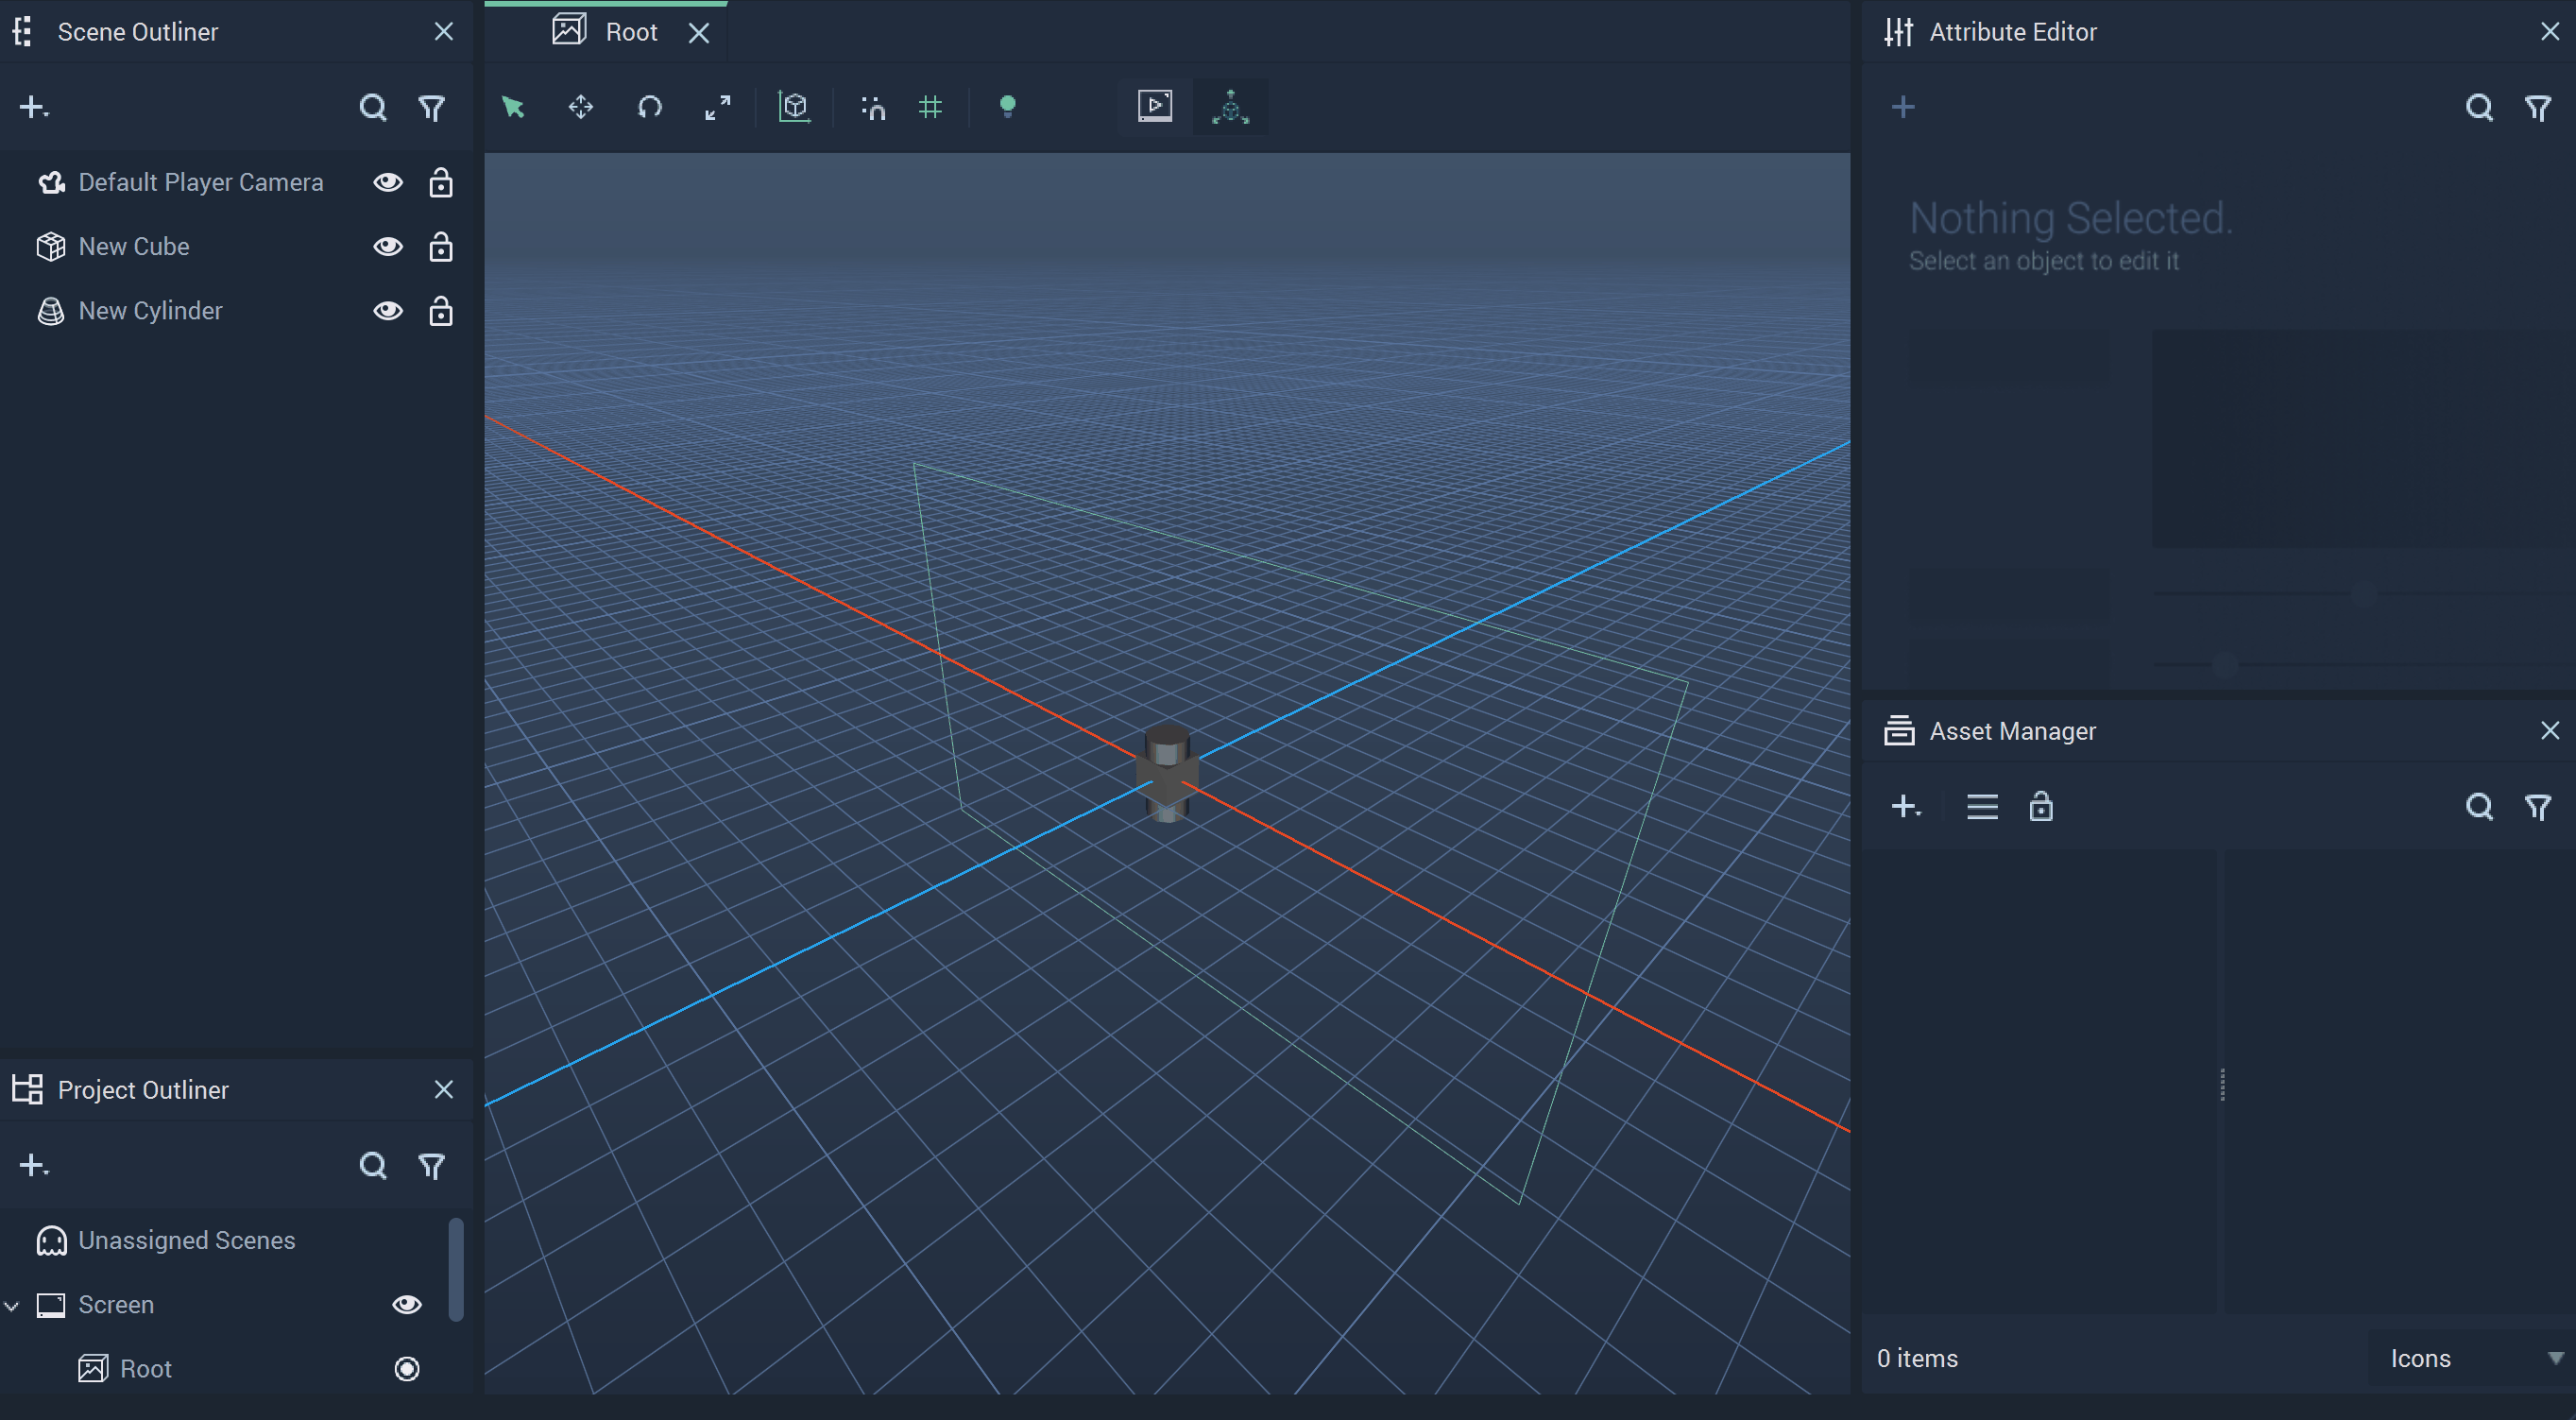 Scene Outliner
Default Player Camera
New Cube
New Cylinder
Project Outliner
Unassigned Scenes
Screen
Root
Root
Attribute Editor
Nothing Selected.
Select an object to edit it
Asset Manager
0 items
Icons